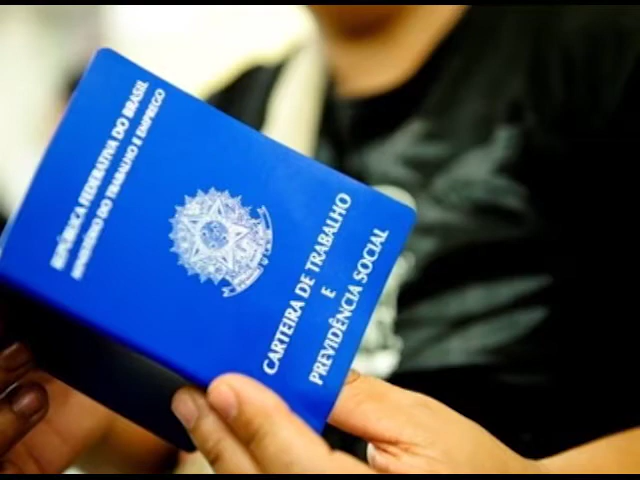 REPÚBLICA FEDERATIVA DO BRASIL
MINISTÉRIO DO TRABALHO E EMPREGO
CARTEIRA DE TRABALHO
E
PREVIDÊNCIA SOCIAL